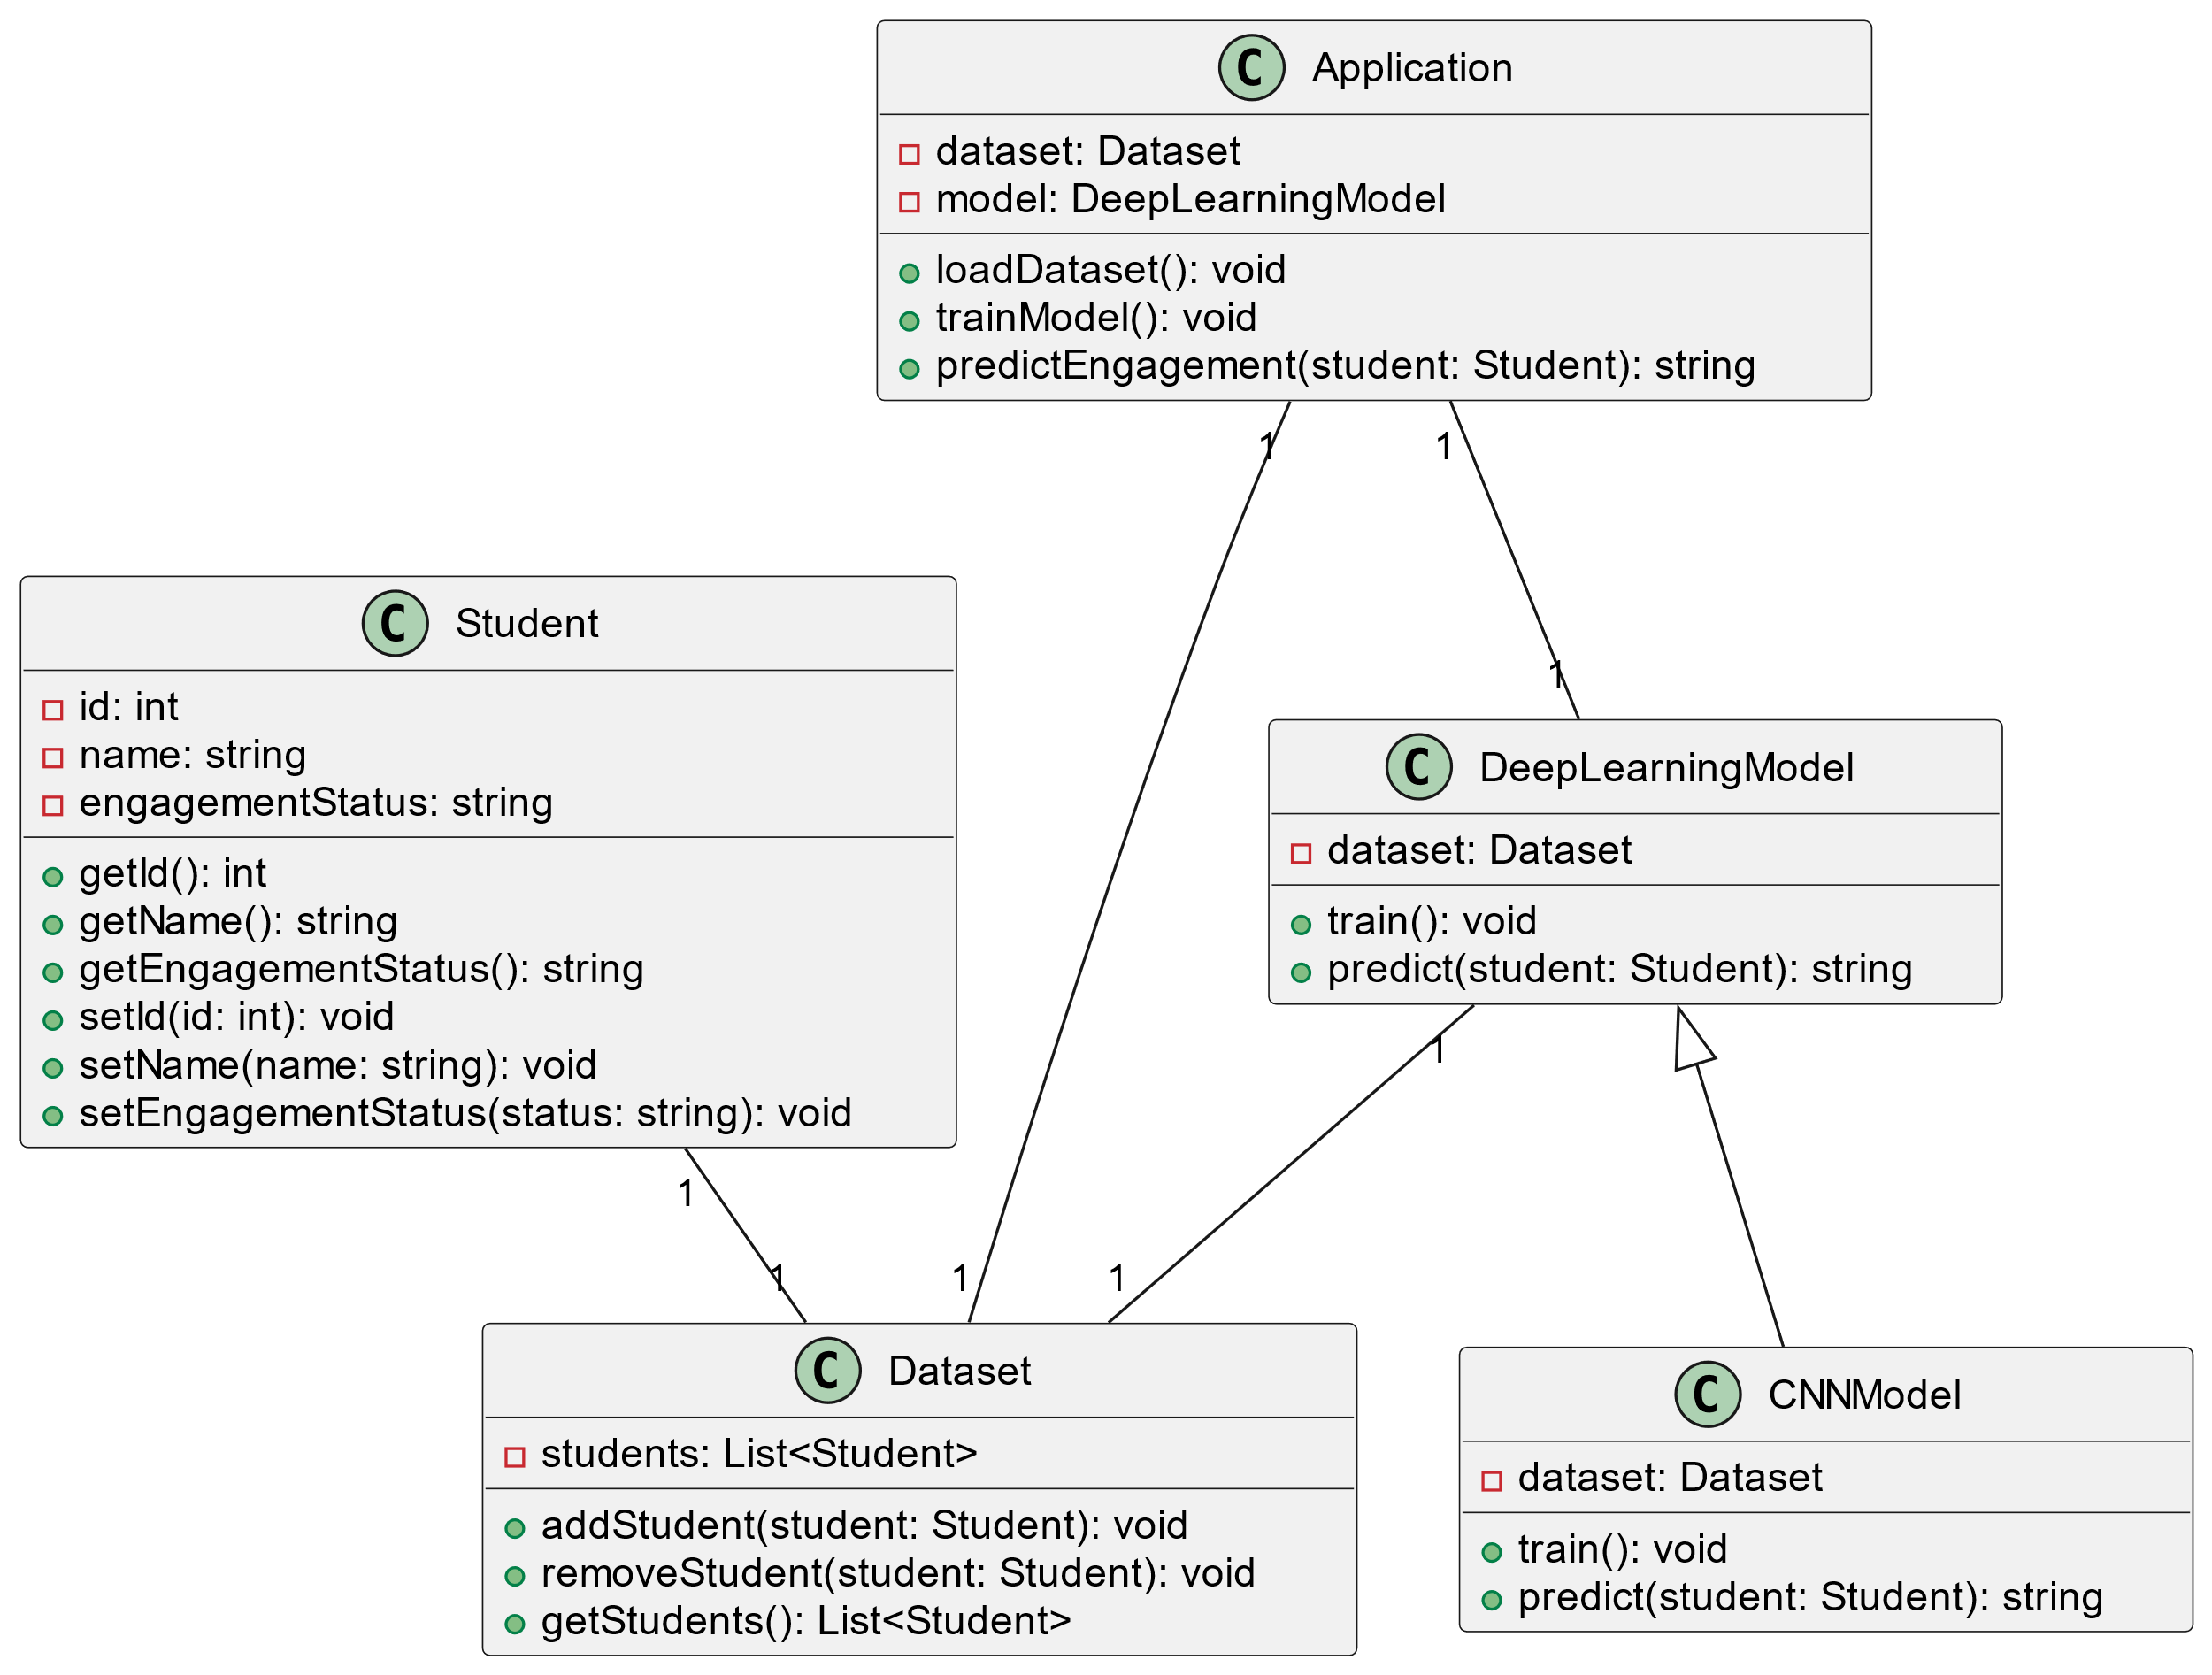 C Application
dataset: Dataset
model: DeepLearningModel
loadDataset(): void
trainModel(): void
predictEngagement(student: Student): string
1
1
C Student
id: int
name: string
engagementStatus: string
getId(): int
getName(): string
getEngagementStatus(): string
setId(id: int): void
setName(name: string): void
setEngagementStatus(status: string): void
1
C DeepLearningModel
dataset: Dataset
train(): void
predict(student: Student): string
1
1
1
1
1
C Dataset
students: List<Student>
addStudent(student: Student): void
removeStudent(student: Student): void
getStudents(): List<Student>
C CNNModel
dataset: Dataset
train(): void
predict(student: Student): string